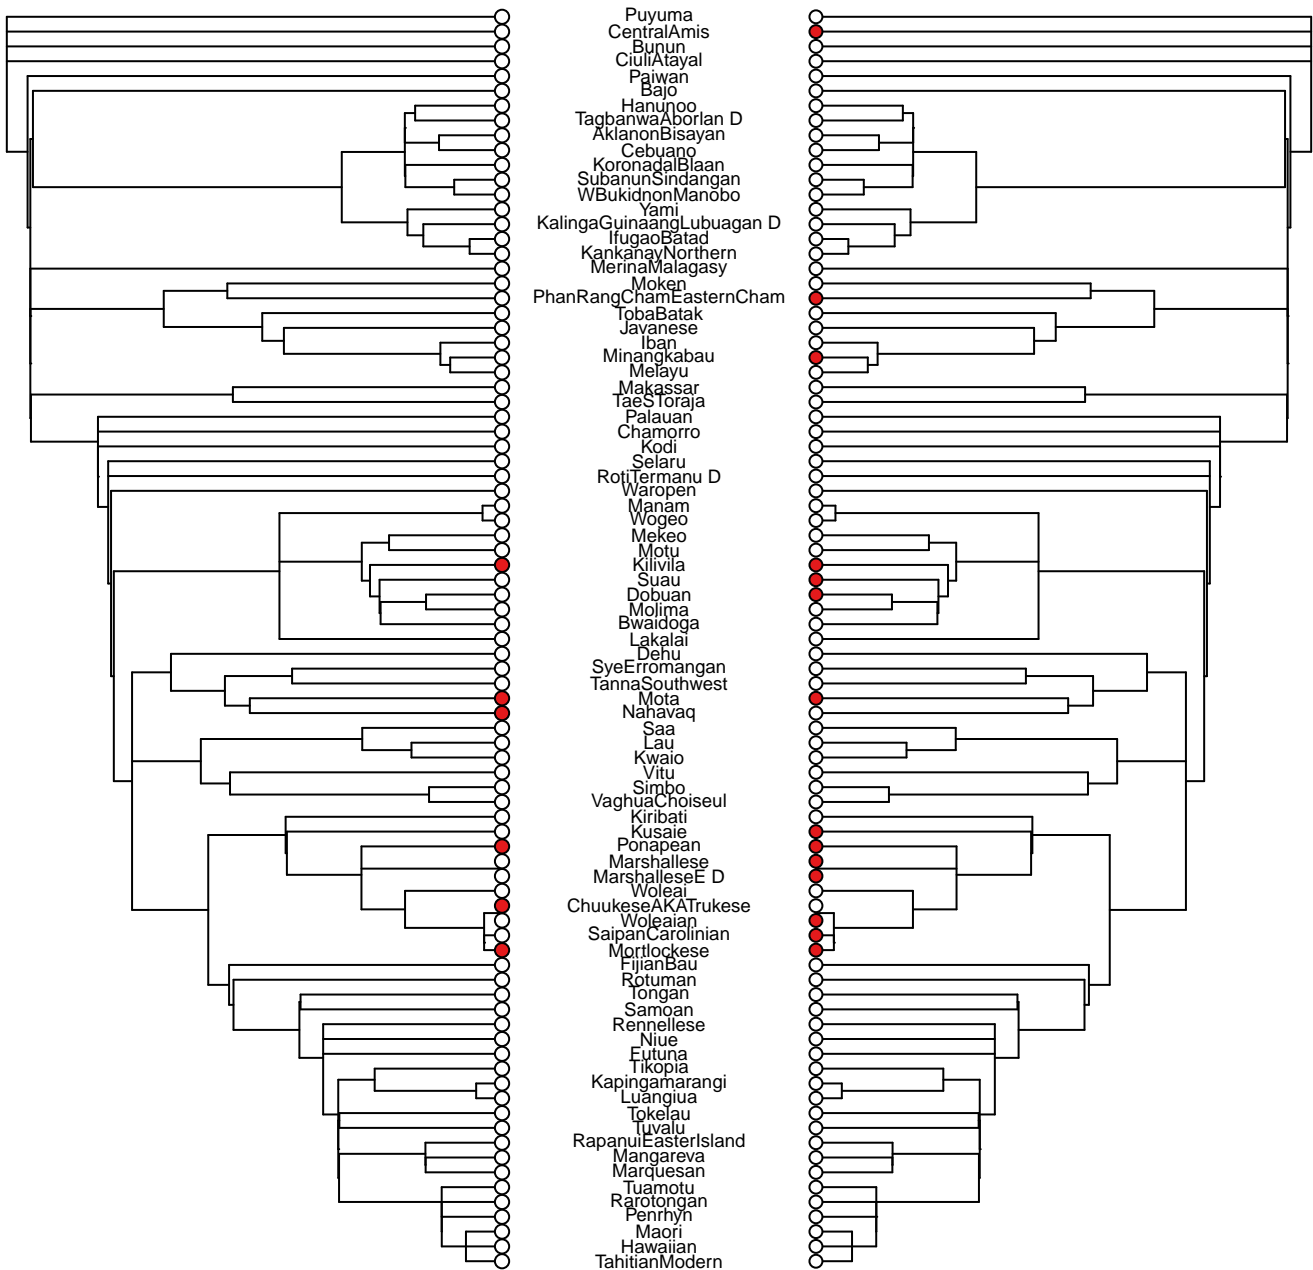 Puyuma
CentralAmis
Bunun
CiuliAtayal
Paiwan
Bajo
Hanunoo
TagbanwaAborlan D
AklanonBisayan
Cebuano
KoronadalBlaan
SubanunSindangan
WBukidnonManobo
Yami
KalingaGuinaangLubuagan D
IfugaoBatad
KankanayNorthern
MerinaMalagasy
Moken
PhanRangChamEasternCham
TobaBatak
Javanese
Iban
Minangkabau
Melayu
Makassar
TaeSToraja
Palauan
Chamorro
Kodi
Selaru
RotiTermanu D
Waropen
Manam
Wogeo
Mekeo
Motu
Kilivila
Suau
Dobuan
Molima
Bwaidoga
Lakalai
Dehu
SyeErromangan
TannaSouthwest
Mota
Nahavaq
Saa
Lau
Kwaio
Vitu
Simbo
VaghuaChoiseul
Kiribati
Kusaie
Ponapean
Marshallese
MarshalleseE D
Woleai
ChuukeseAKATrukese
Woleaian
SaipanCarolinian
Mortlockese
FijianBau
Rotuman
Tongan
Samoan
Rennellese
Niue
Futuna
Tikopia
Kapingamarangi
Luangiua
Tokelau
Tuvalu
RapanuiEasterIsland
Mangareva
Marquesan
Tuamotu
Rarotongan
Penrhyn
Maori
Hawaiian
TahitianModern